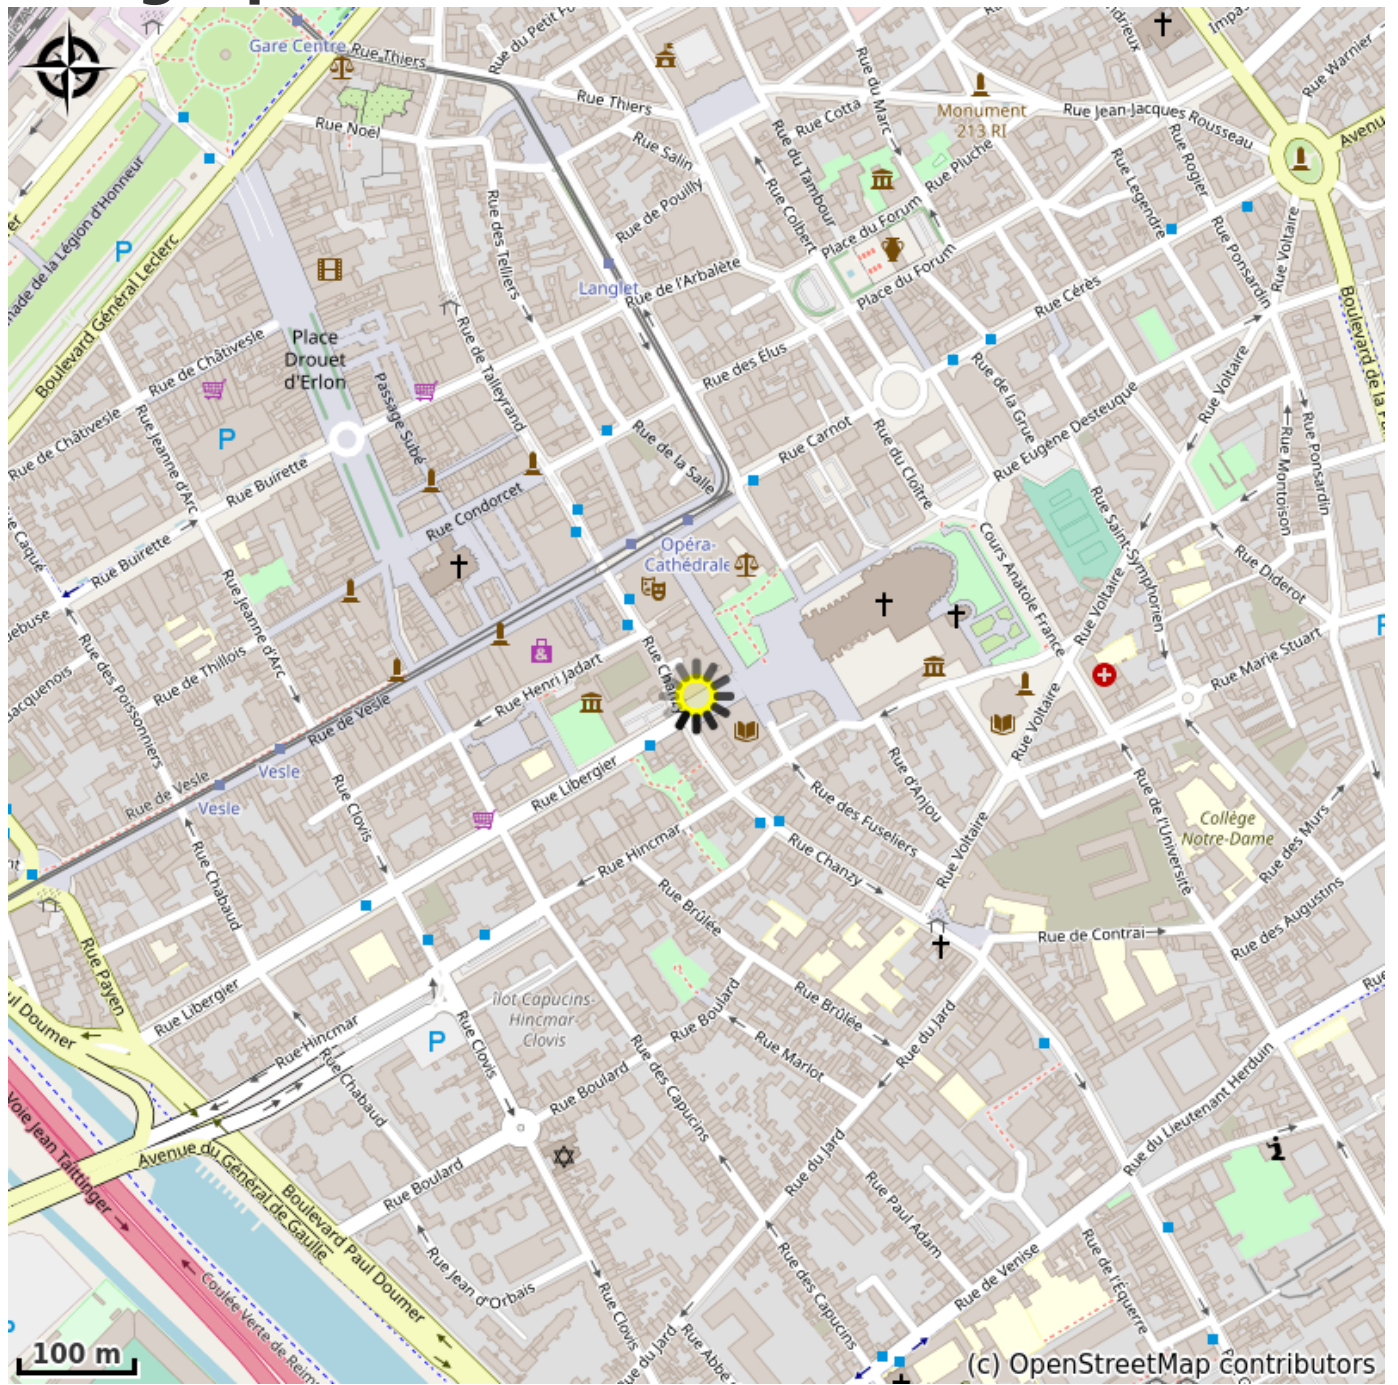 Gare Centre
Rue Thiers
Rue du Petit Fo
Rue Thiers
Rue Noël
Rue Salin
Rue de Pouilly
Rue du Marc
Rue Cotta
Monument
213 RI
Rue Jean-Jacques Rousseau
Rue Warnier
Avenu
Rue du Tambour
Rue Colbert
Rue Pluche
Rue Legendre
Rue Rogier
Rue Ponsardin
Rue Voltaire
Place du Forum
Place du Forum
Rue de l'Arbalète
Langlet
Rue des Telliers
Boulevard Général Leclerc
Rue Cérès
Place
Drouet
d'Erlon
Rue de Châtivesle
Rue de Châtivesle
Rue de Talleyrand
Passage Subé
Rue des Élus
Rue de la Grue
Rue Eugène Desteuque
Rue Voltaire
Rue Ponsardin
Rue Montoison
Rue Jeanne d'Arc
Rue Buirette
Rue Buirette
Rue Condorcet
Rue de la Salle
Rue Carnot
Rue du Cloître
Cours Anatole France
Rue Saint-Symphorien
Rue Diderot
Opéra-
Cathédrale
Rue Jeanne d'Arc
Rue de Thillois
Rue des Poissonniers
Rue Henri Jadart
Rue Voltaire
Rue Marie Stuart
Rue Voltaire
Rue de Vesle
Rue de Vesle
Vesle
Vesle
Rue Clovis
Rue Libergier
Rue d'Anjou
Rue des Fuseliers
Rue de l'Université
Collège
Notre-Dame
Rue des Murs
Rue Chabaud
Rue Hincmar
Rue Chanzy
Rue Voltaire
Rue Brûlée
Rue de Contrai
Rue des Augustins
Rue Payen
Rue Libergier
Rue Hincmar
Îlot Capucins-
Hincmar-
Clovis
Rue Boulard
Rue Brûlée
Rue du Jard
Rue Marlot
Rue Clovis
Rue Boulard
Rue des Capucins
Rue Chabaud
ul Doumer
Voie Jean Taittinger
Avenue du Général de Gaulle
Boulevard Paul Doumer
Rue Boulard
Rue du Jard
Rue Paul Adam
Rue du Lieutenant Herduin
Rue Jean d'Orbais
Rue Clovis
Rue des Capucins
Rue de Venise
Rue de l'Équerre
Coulée Verte de Reims
ue du Jard
Rue Abbé
100 m
(c) OpenStreetMap contributors